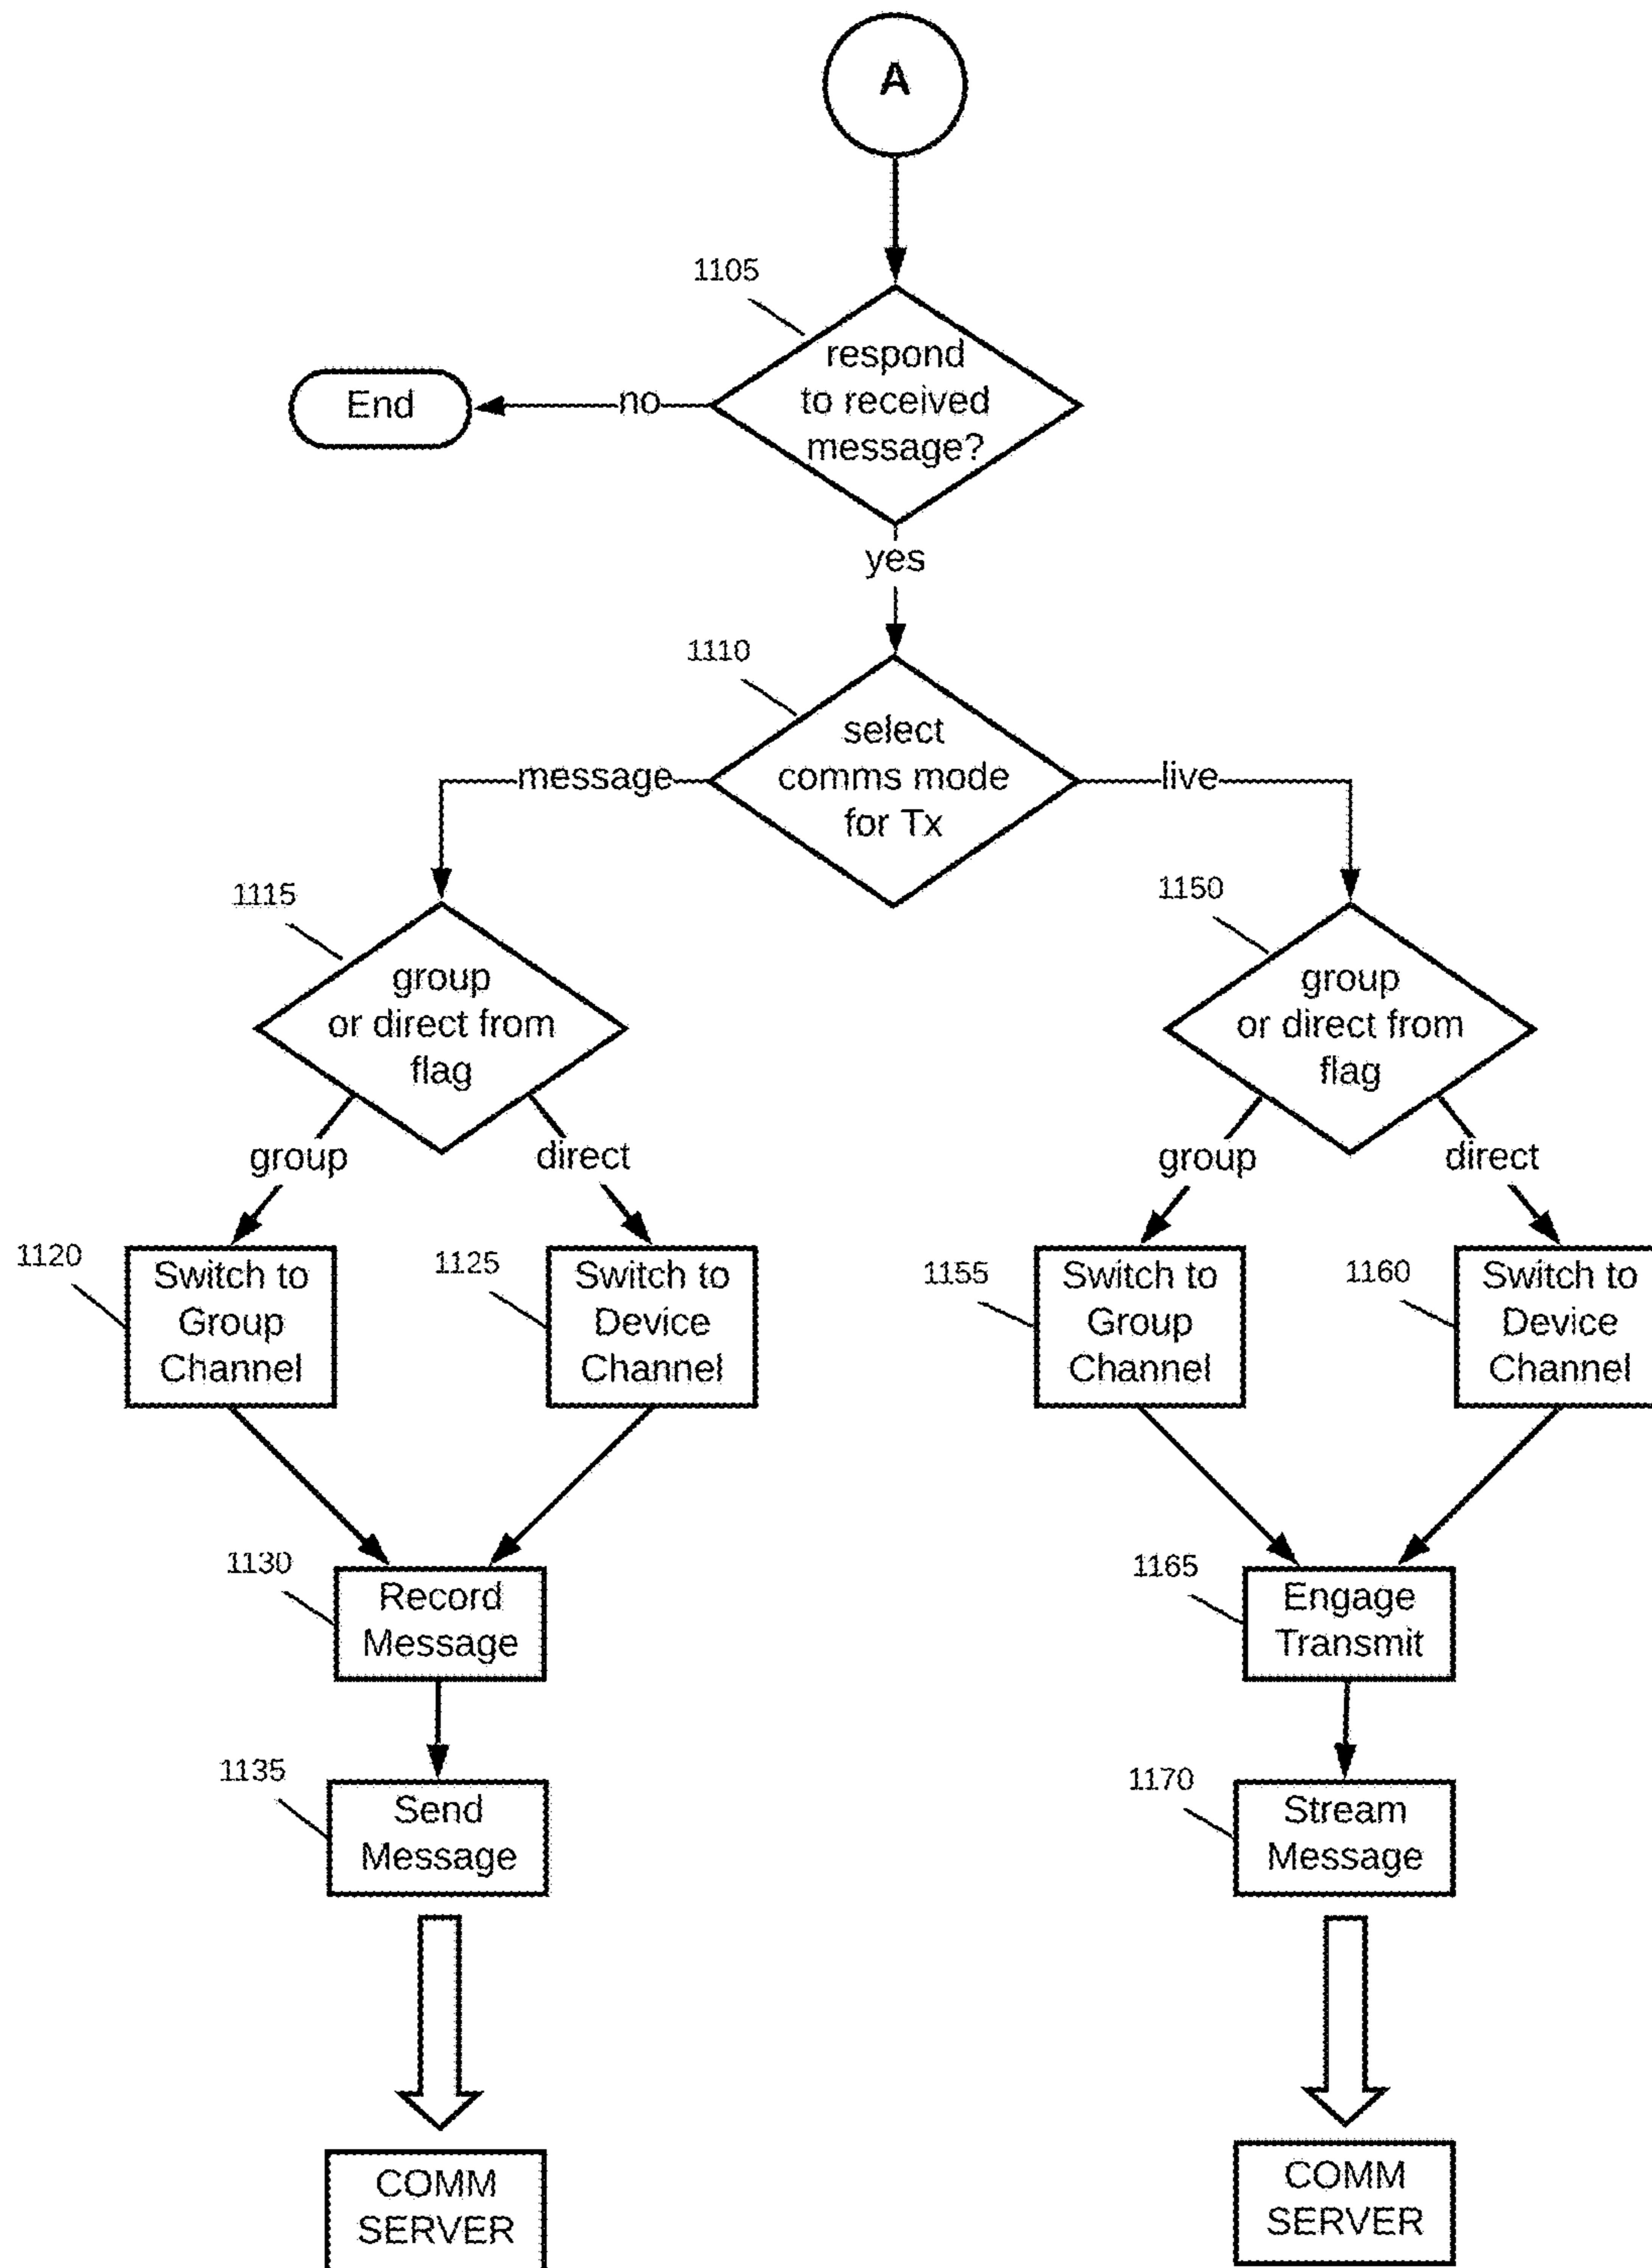 A
1105
respond
to received
message?
no
End
yes
1110
select
comms mode
for Tx
message
live
1115
group
or direct from
flag
1150
group
or direct from
flag
group
direct
group
direct
1120
Switch to
Group
Channel
1125
Switch to
Device
Channel
1155
Switch to
Group
Channel
1160
Switch to
Device
Channel
1130
Record
Message
1165
Engage
Transmit
1135
Send
Message
1170
Stream
Message
COMM
SERVER
COMM
SERVER